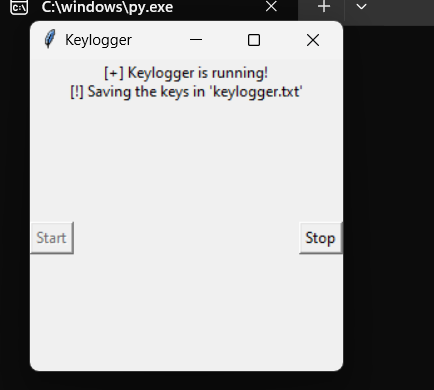 C:\windows\py.exe
Keylogger
[+] Keylogger is running!
[!] Saving the keys in 'keylogger.txt'
Start
Stop